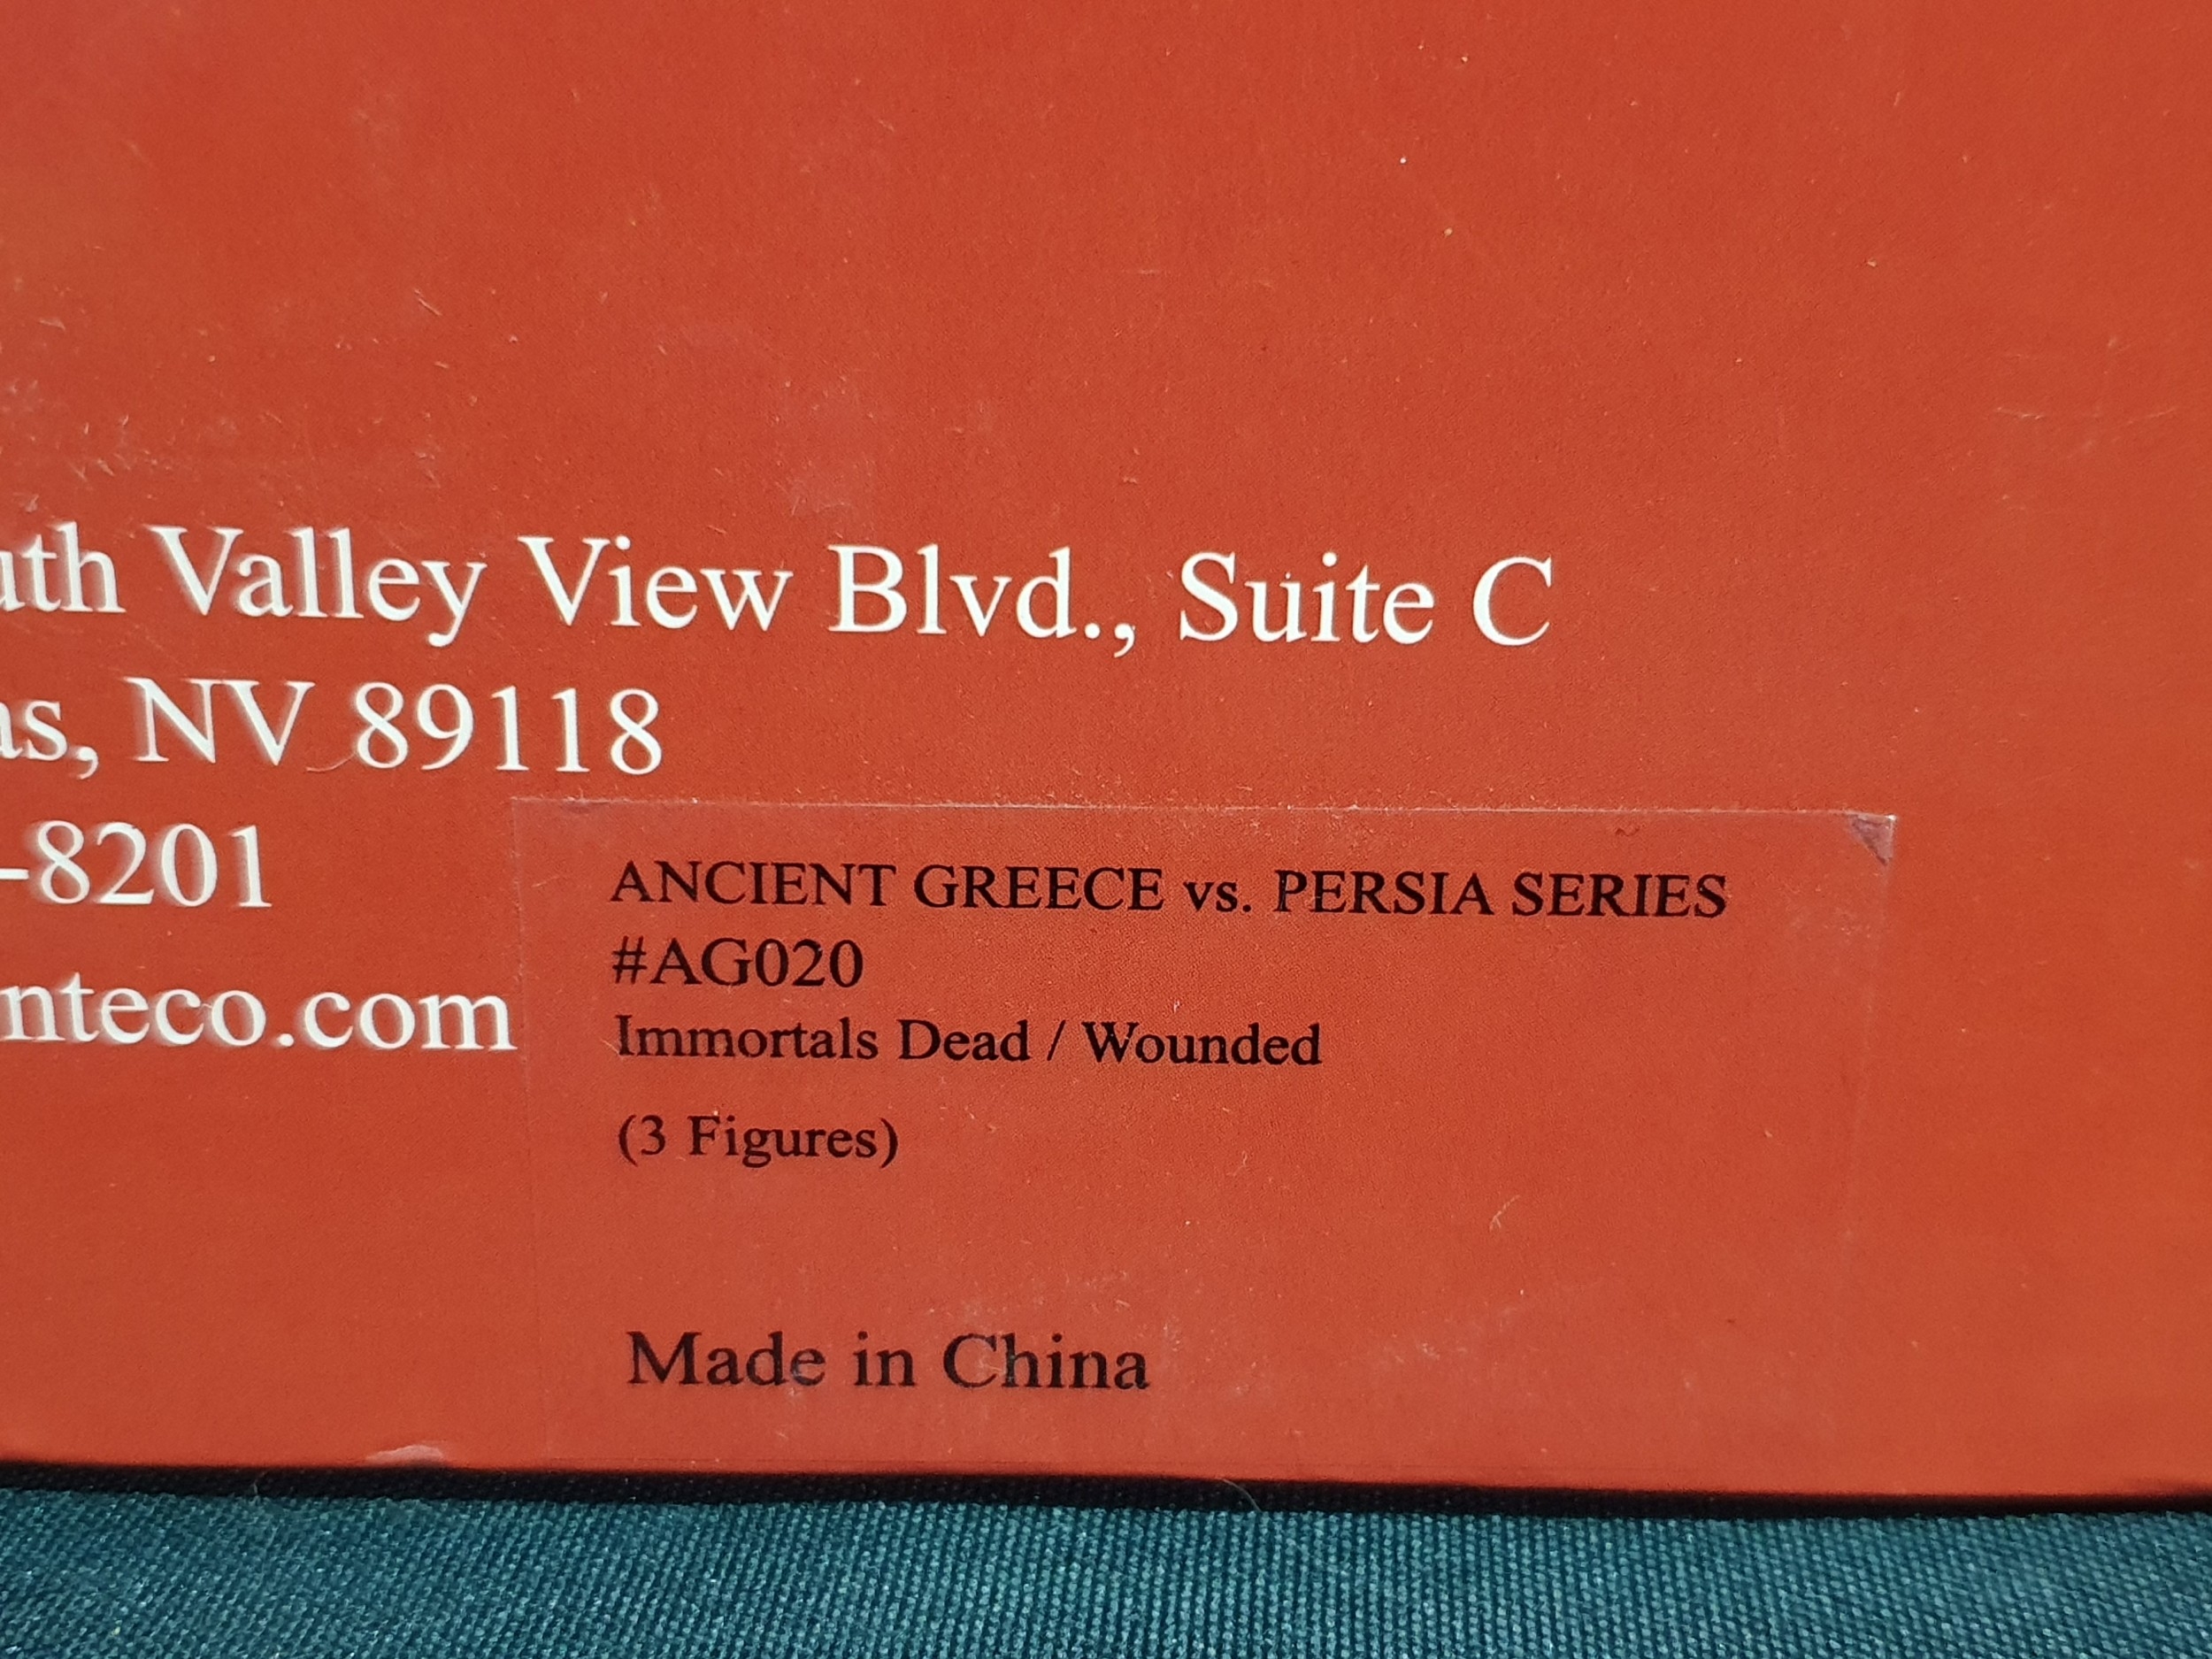 uth Valley View Blvd., Suite C
as, NV 89118
-8201
nteco.com
ANCIENT GREECE vs. PERSIA SERIES
#AG020
Immortals Dead / Wounded
(3 Figures)
Made in China